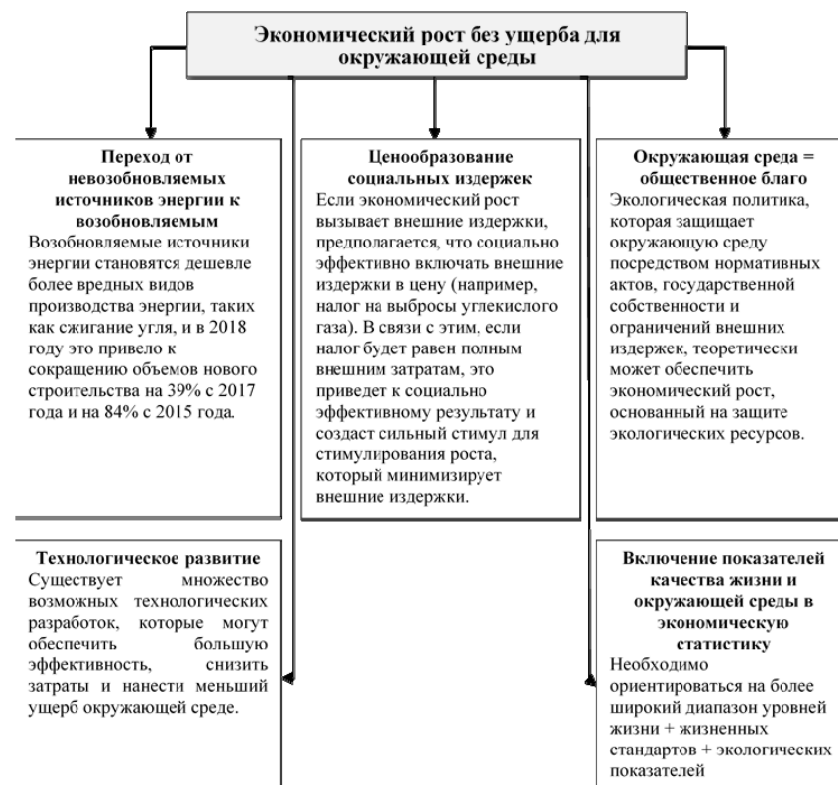 Экономический рост без ущерба для
окружающей среды
Переход от
невозобновляемых
источников энергии к
возобновляемым
Возобновляемые источники
энергии становятся дешевле
более вредных видов
производства энергии, таких
как сжигание угля, и в 2018
году это привело к
сокращению объемов нового
строительства на 39% с 2017
года и на 84% с 2015 года.
Ценообразование
социальных издержек
Если экономический рост
вызывает внешние издержки,
предполагается, что социально
эффективно включать внешние
издержки в цену (например,
налог на выбросы углекислого
газа). В связи с этим, если
налог будет равен полным
внешним затратам, это
приведет к социально
эффективному результату и
создаст сильный стимул для
стимулирования роста,
который минимизирует
внешние издержки.
Окружающая среда =
общественное благо
Экологическая политика,
которая защищает
окружающую среду
посредством нормативных
актов, государственной
собственности и
ограничений внешних
издержек, теоретически
может обеспечить
экономический рост,
основанный на защите
экологических ресурсов.
Технологическое развитие
Существует множество
возможных технологических
разработок, которые могут
обеспечить большую
эффективность, снизить
затраты и нанести меньший
ущерб окружающей среде.
Включение показателей
качества жизни и
окружающей среды в
экономическую
статистику
Необходимо
ориентироваться на более
широкий диапазон уровней
жизни + жизненных
стандартов + экологических
показателей